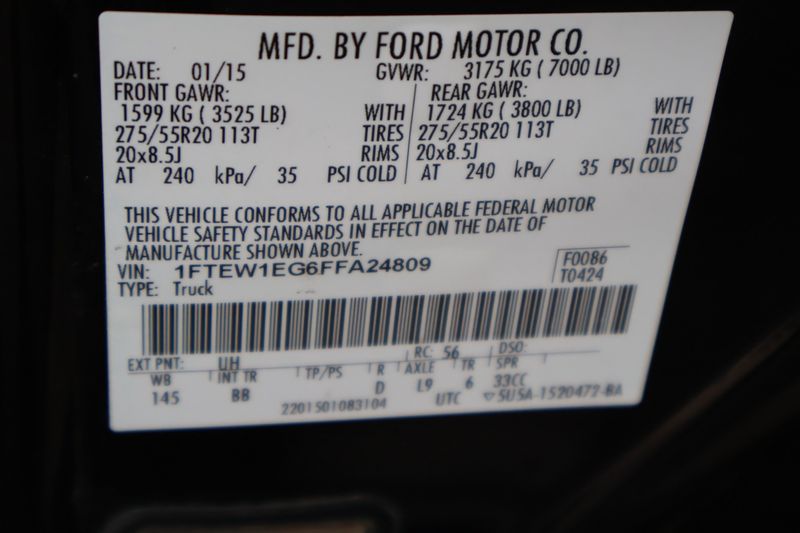 MFD. BY FORD MOTOR CO.
DATE: 01/15 GVWR: 3175 KG ( 7000 LB)
FRONT GAWR: REAR GAWR:
1599 KG ( 3525 LB) WITH 1724 KG ( 3800 LB) WITH
275/55R20 113T TIRES 275/55R20 113T TIRES
20x8.5J RIMS 20x8.5J RIMS
AT 240 kPa/ 35 PSI COLD AT 240 kPa/ 35 PSI COLD
THIS VEHICLE CONFORMS TO ALL APPLICABLE FEDERAL MOTOR
VEHICLE SAFETY STANDARDS IN EFFECT ON THE DATE OF
MANUFACTURE SHOWN ABOVE.
VIN: 1FTEW1EG6FFA24809 F0086
TYPE: Truck T0424
EXT PNT: UH RC: 56 DSO:
WB INT TR TP/PS R AXLE TR SPR
145 BB D L9 6 33CC
2201501083104 UTC ▽5U5A-1520472-BA